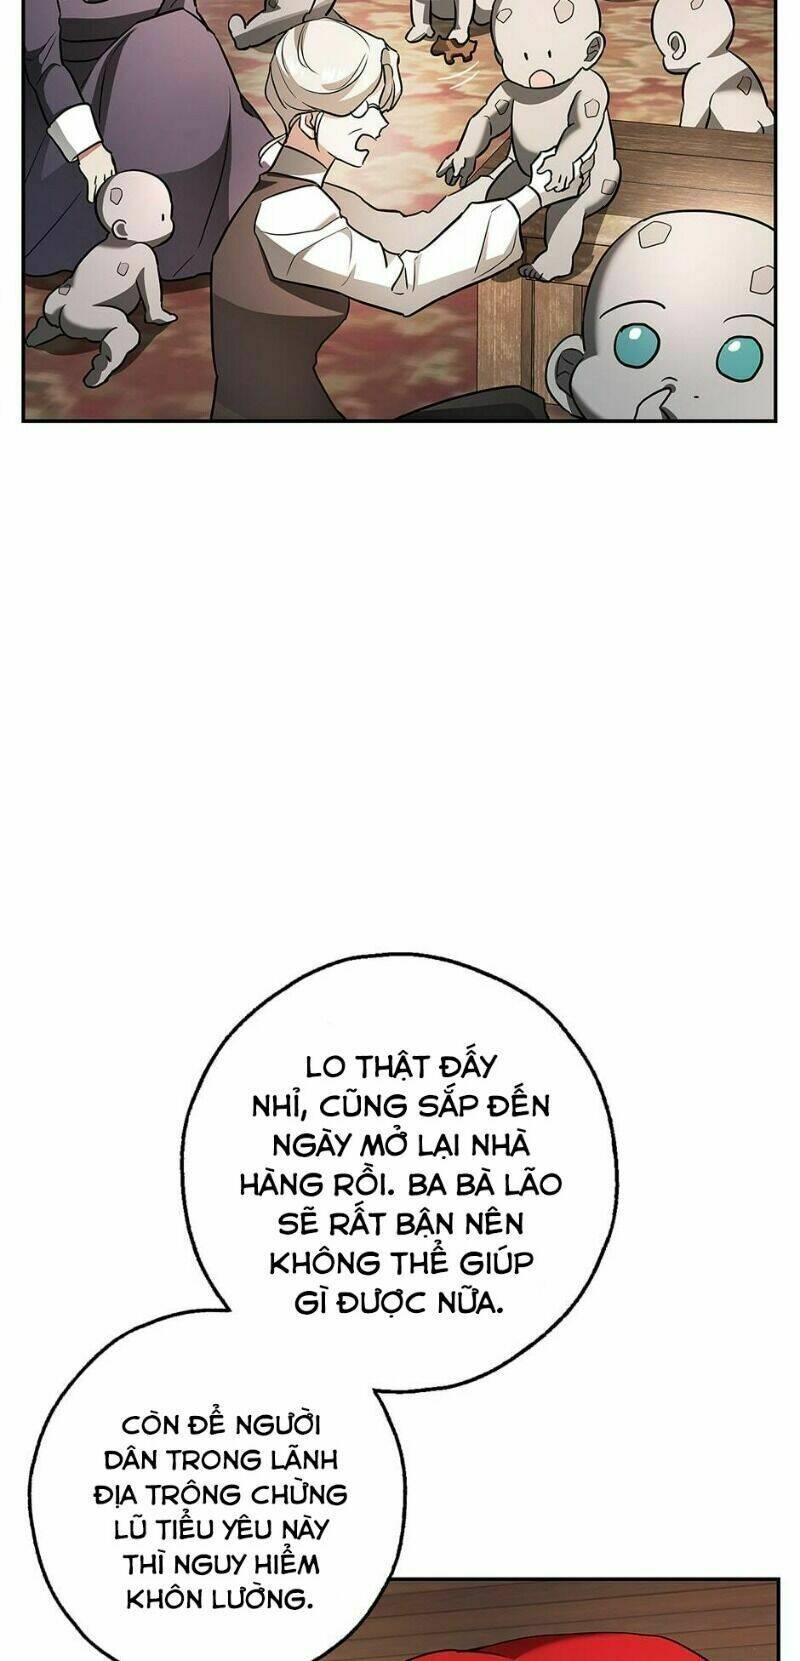 LO THẬT ĐẤY
NHỈ, CŨNG SẮP ĐẾN
NGÀY MỞ LẠI NHÀ
HÀNG RỒI. BA BÀ LÃO
SẼ RẤT BẬN NÊN
KHÔNG THỂ GIÚP
GÌ ĐƯỢC NỮA.
CÒN ĐỂ NGƯỜI
DÂN TRONG LÃNH
ĐỊA TRÔNG CHỪNG
LŨ TIỂU YÊU NÀY
THÌ NGUY HIỂM
KHÔN LƯỜNG.